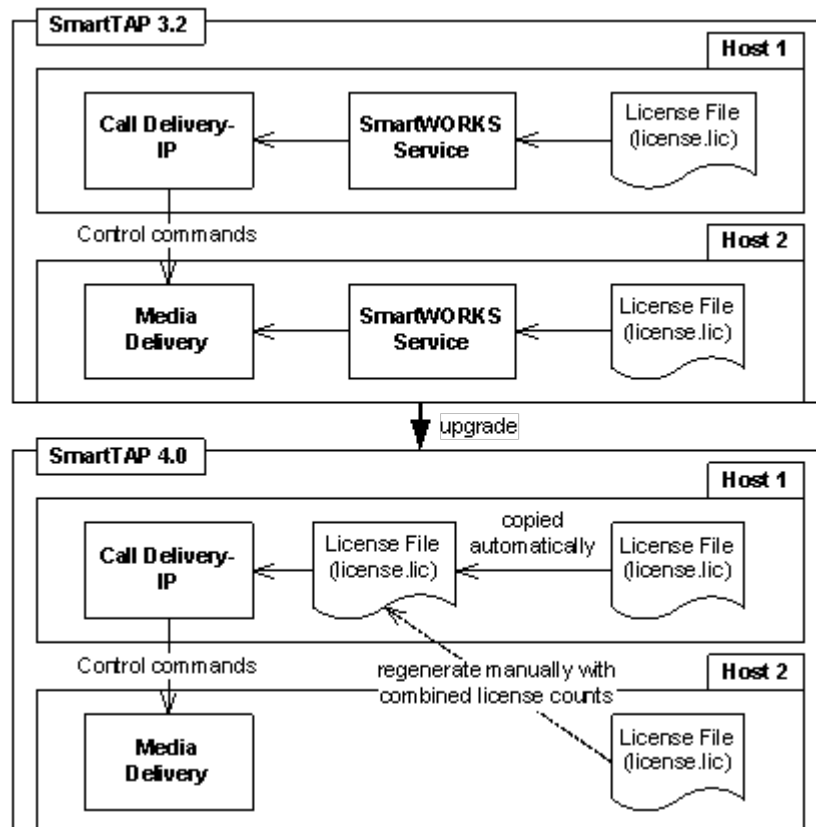 SmartTAP 3.2
Host 1
Call Delivery-
IP
SmartWORKS
Service
License File
(license.lic)
Control commands
Host 2
Media
Delivery
SmartWORKS
Service
License File
(license.lic)
upgrade
SmartTAP 4.0
Host 1
Call Delivery-
IP
License File
(license.lic)
copied
automatically
License File
(license.lic)
Control commands
regenerate manually with
combined license counts
Host 2
Media
Delivery
License File
(license.lic)